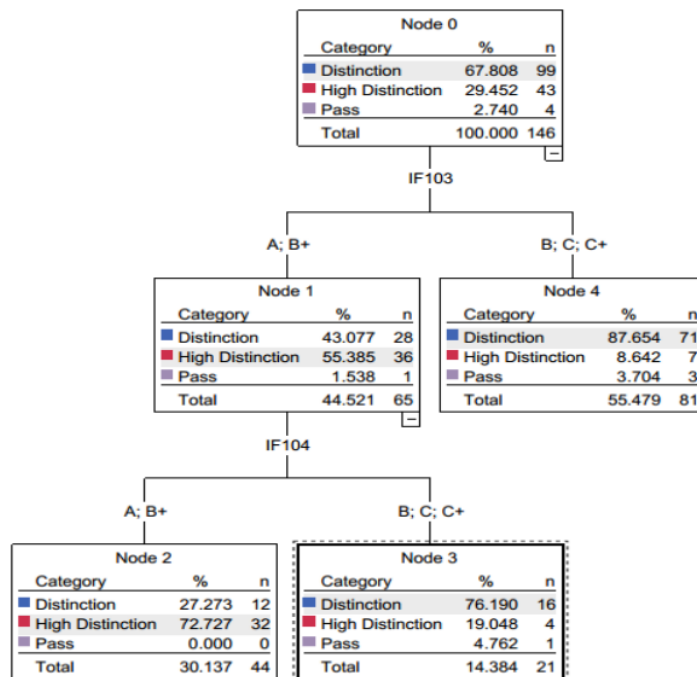 Node 0
Category % n
Distinction 67.808 99
High Distinction 29.452 43
Pass 2.740 4
Total 100.000 146
IF103
A; B+
B; C; C+
Node 1
Category % n
Distinction 43.077 28
High Distinction 55.385 36
Pass 1.538 1
Total 44.521 65
Node 4
Category % n
Distinction 87.654 71
High Distinction 8.642 7
Pass 3.704 3
Total 55.479 81
IF104
A; B+
B; C; C+
Node 2
Category % n
Distinction 27.273 12
High Distinction 72.727 32
Pass 0.000 0
Total 30.137 44
Node 3
Category % n
Distinction 76.190 16
High Distinction 19.048 4
Pass 4.762 1
Total 14.384 21